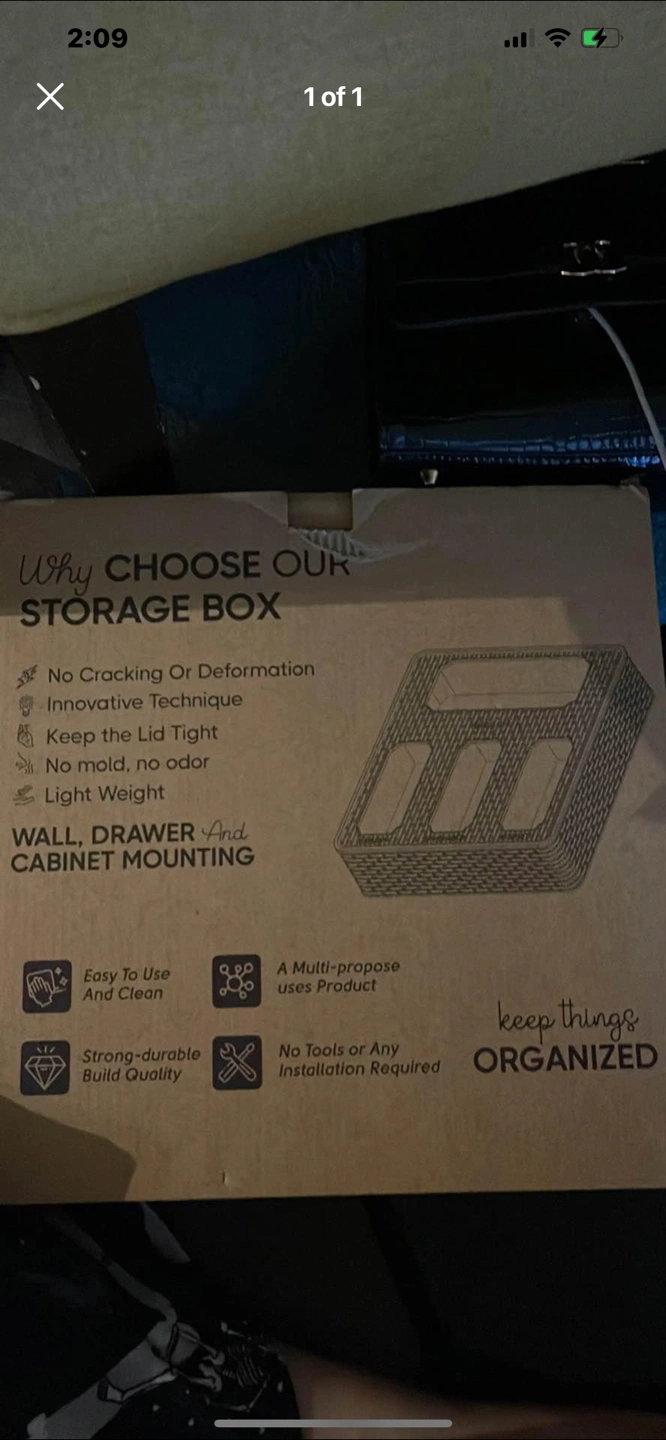 2:09
1 of 1
Why CHOOSE OUR
STORAGE BOX
No Cracking Or Deformation
Innovative Technique
Keep the Lid Tight
No mold, no odor
Light Weight
WALL, DRAWER And
CABINET MOUNTING
Easy To Use
And Clean
A Multi-propose
uses Product
Strong-durable
Build Quality
No Tools or Any
Installation Required
keep things
ORGANIZED